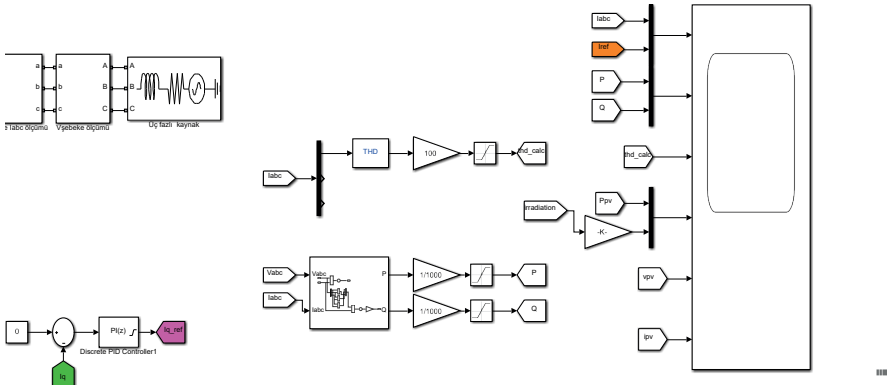 a a A A
b b B B
c c C C
e Iabc ölçümü Vşebeke ölçümü Üç fazlı kaynak
0
+
-
PI(z)
Discrete PID Controller1
Iq_ref
Iq
Iabc
THD
100
thd_calc
Vabc
Iabc
Vabc
Iabc
P
Q
1/1000
1/1000
P
Q
Iabc
Iref
P
Q
thd_calc
Irradiation
Ppv
-K-
vpv
ipv